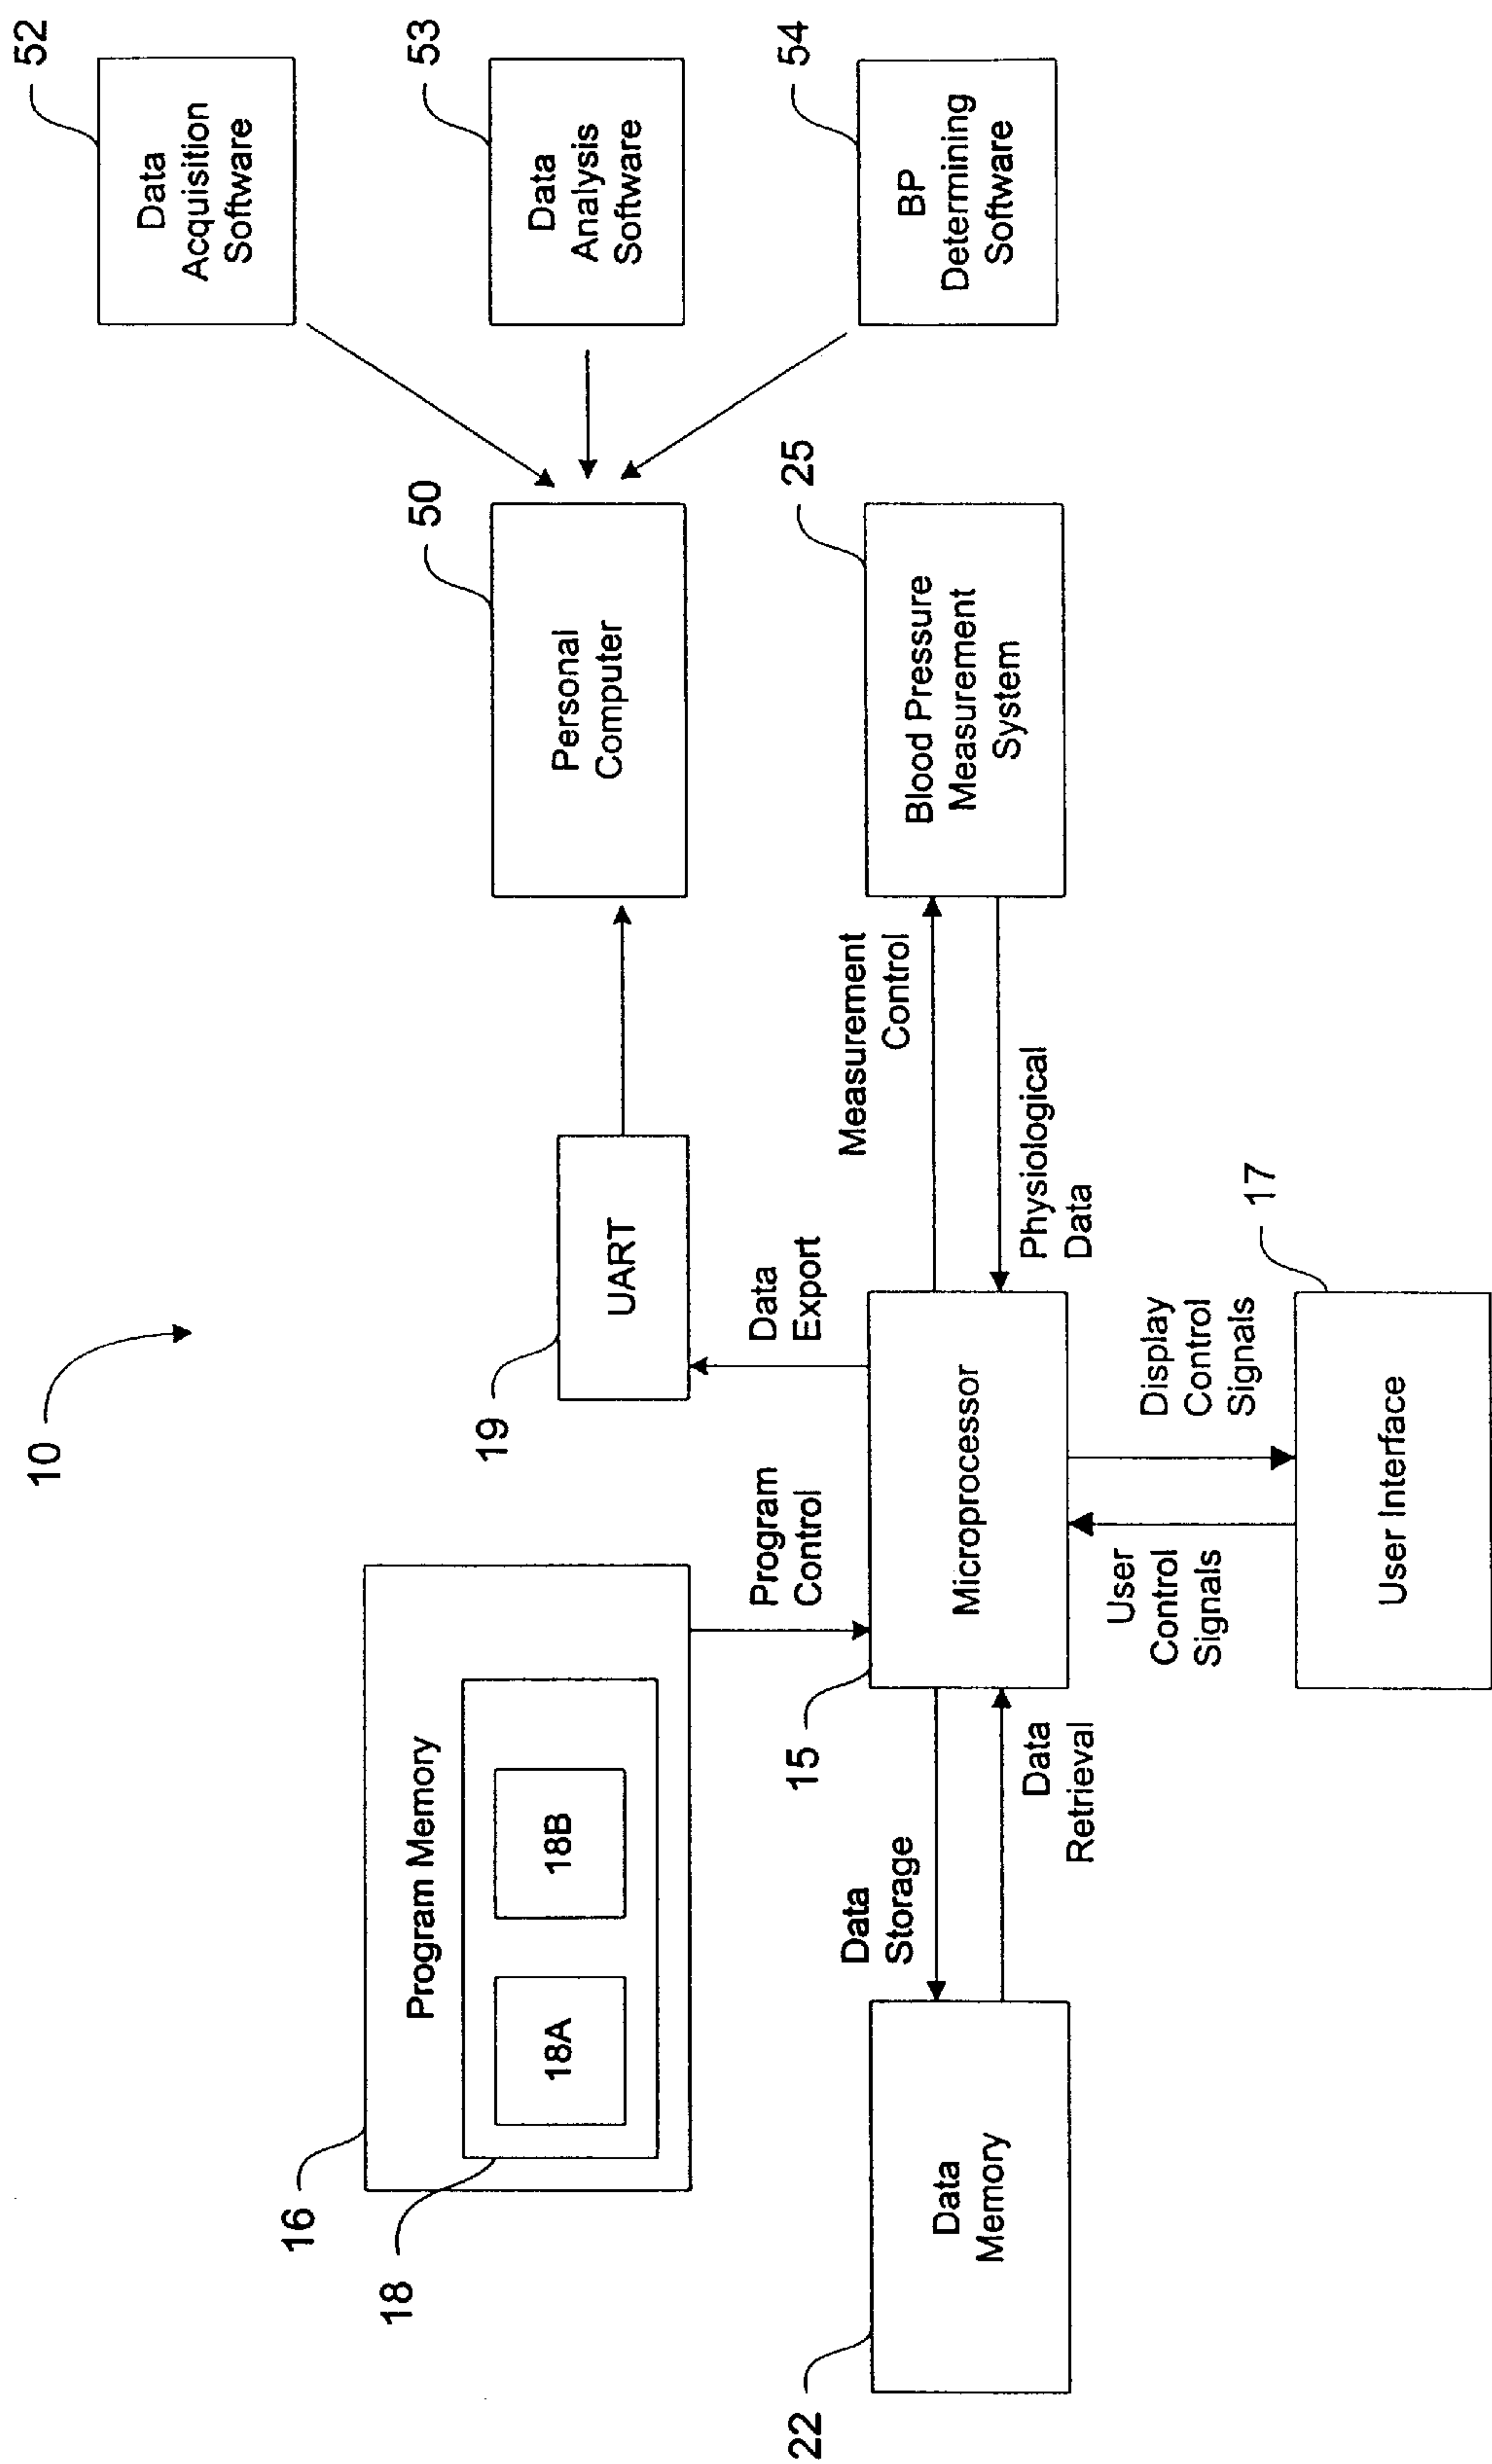 10
52
Data
Acquisition
Software
53
Data
Analysis
Software
54
BP
Determining
Software
50
Personal
Computer
19
UART
16
Program Memory
18
18A
18B
Program
Control
Data
Export
25
Blood Pressure
Measurement
System
Measurement
Control
Physiological
Data
15
Microprocessor
22
Data
Memory
Data
Storage
Data
Retrieval
User
Control
Signals
Display
Control
Signals
17
User Interface